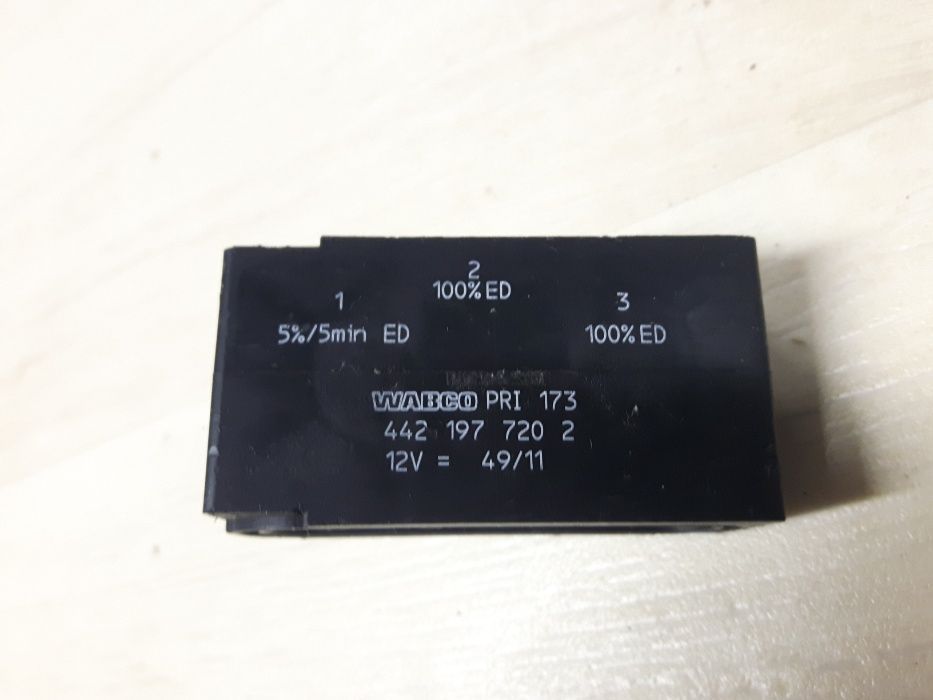 2
100% ED
1
3
5%/5min ED
100% ED
WABCO PRI 173
442 197 720 2
12V = 49/11